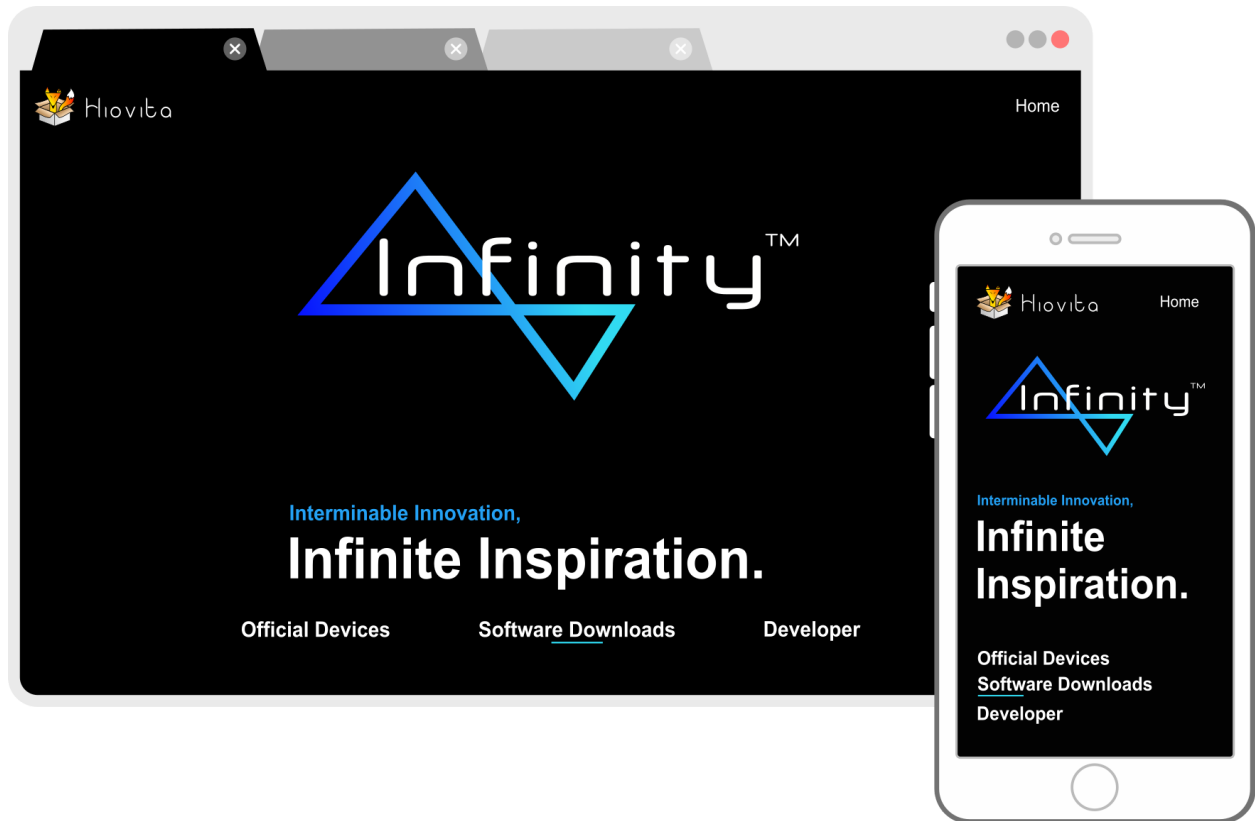 Hiovita
Home
Infinity™
Interminable Innovation,
Infinite Inspiration.
Official Devices
Software Downloads
Developer
Hiovita
Home
Infinity™
Interminable Innovation,
Infinite
Inspiration.
Official Devices
Software Downloads
Developer